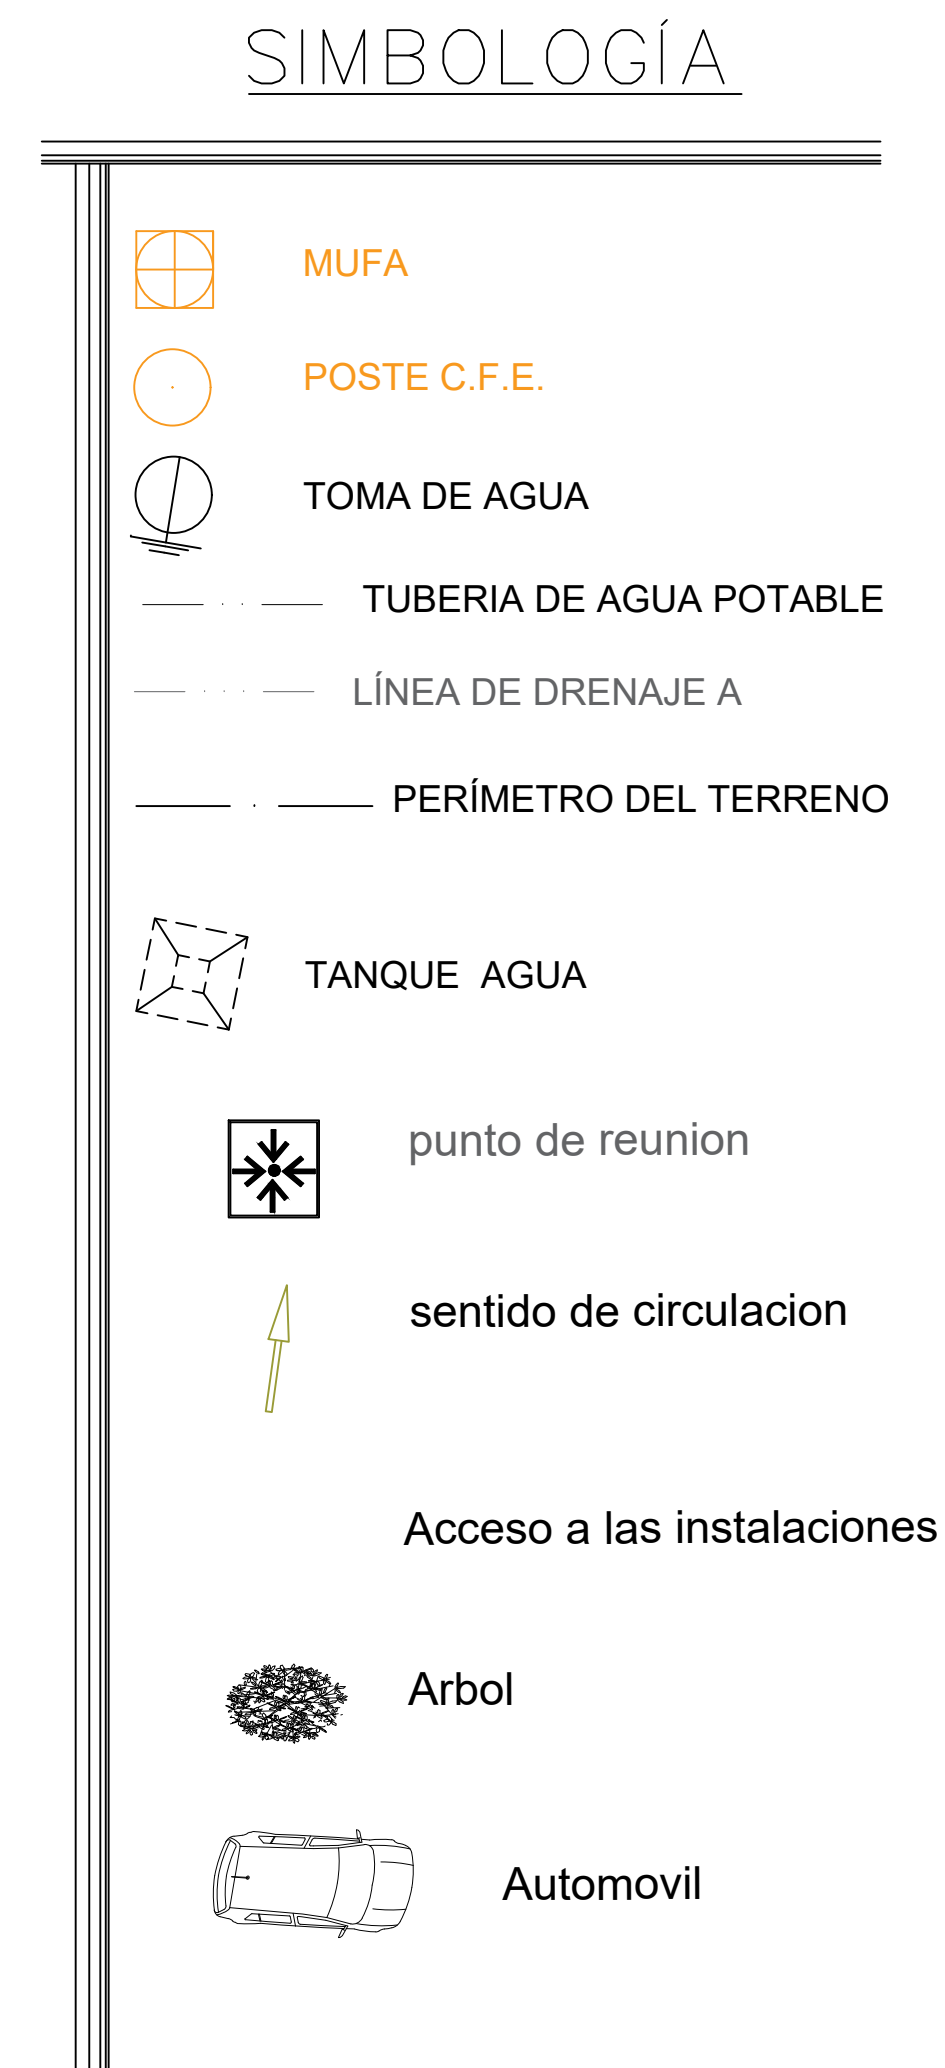 SIMBOLOGÍA
MUFA
POSTE C.F.E.
TOMA DE AGUA
TUBERIA DE AGUA POTABLE
LÍNEA DE DRENAJE A
PERÍMETRO DEL TERRENO
TANQUE AGUA
punto de reunion
sentido de circulacion
Acceso a las instalaciones
Arbol
Automovil